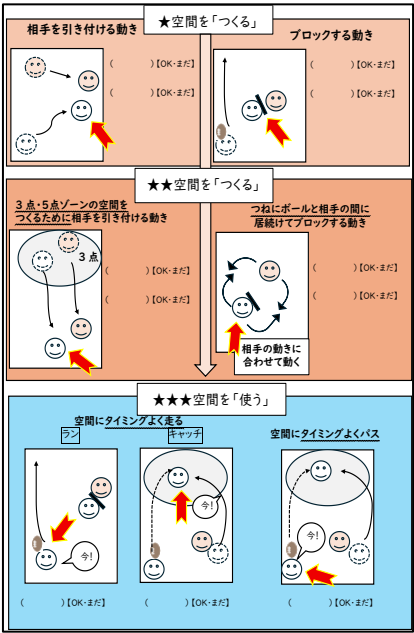 ★空間を「つくる」
相手を引き付ける動き
ブロックする動き
(　　　)【OK・まだ】
(　　　)【OK・まだ】
(　　　)【OK・まだ】
(　　　)【OK・まだ】
★★空間を「つくる」
３点・５点ゾーンの空間を
つくるために相手を引き付ける動き
つねにボールと相手の間に
居続けてブロックする動き
３点
(　　　)【OK・まだ】
(　　　)【OK・まだ】
(　　　)【OK・まだ】
(　　　)【OK・まだ】
相手の動きに
合わせて動く
★★★空間を「使う」
空間にタイミングよく走る
ラン
キャッチ
空間にタイミングよくパス
今！
今！
今！
(　　　)【OK・まだ】
(　　　)【OK・まだ】
(　　　)【OK・まだ】